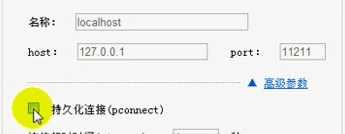 名称: localhost
host: 127.0.0.1 port: 11211
▲ 高级参数
持久化连接(pconnect)